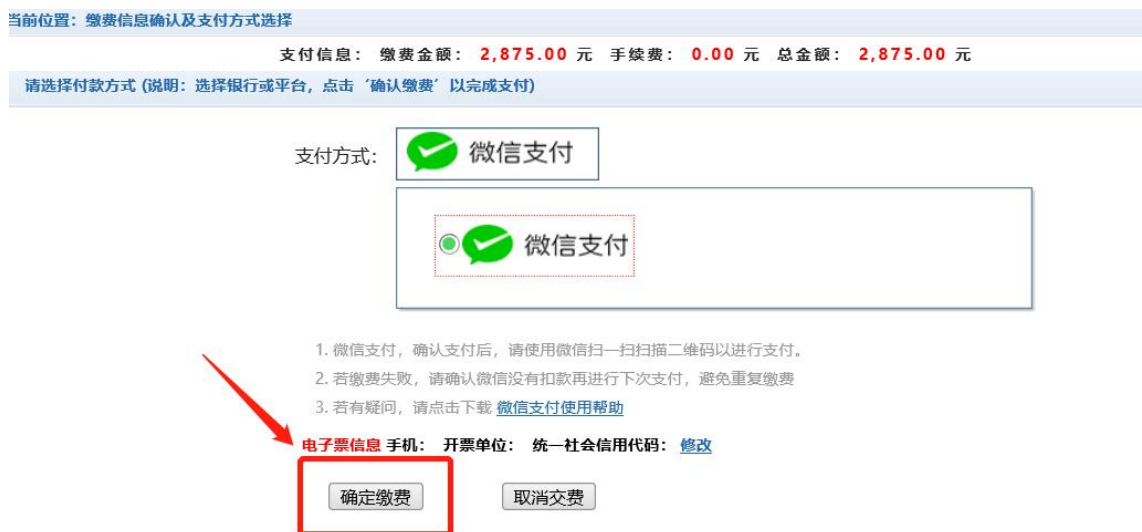 当前位置：缴费信息确认及支付方式选择
支付信息： 缴费金额： 2,875.00 元 手续费： 0.00 元 总金额： 2,875.00 元
请选择付款方式 (说明：选择银行或平台，点击‘确认缴费’以完成支付)
支付方式： 微信支付
微信支付
1. 微信支付，确认支付后，请使用微信扫一扫扫描二维码以进行支付。
2. 若缴费失败，请确认微信没有扣款再进行下次支付，避免重复缴费
3. 若有疑问，请点击下载 微信支付使用帮助
电子票信息 手机： 开票单位： 统一社会信用代码： 修改
确定缴费 取消交费